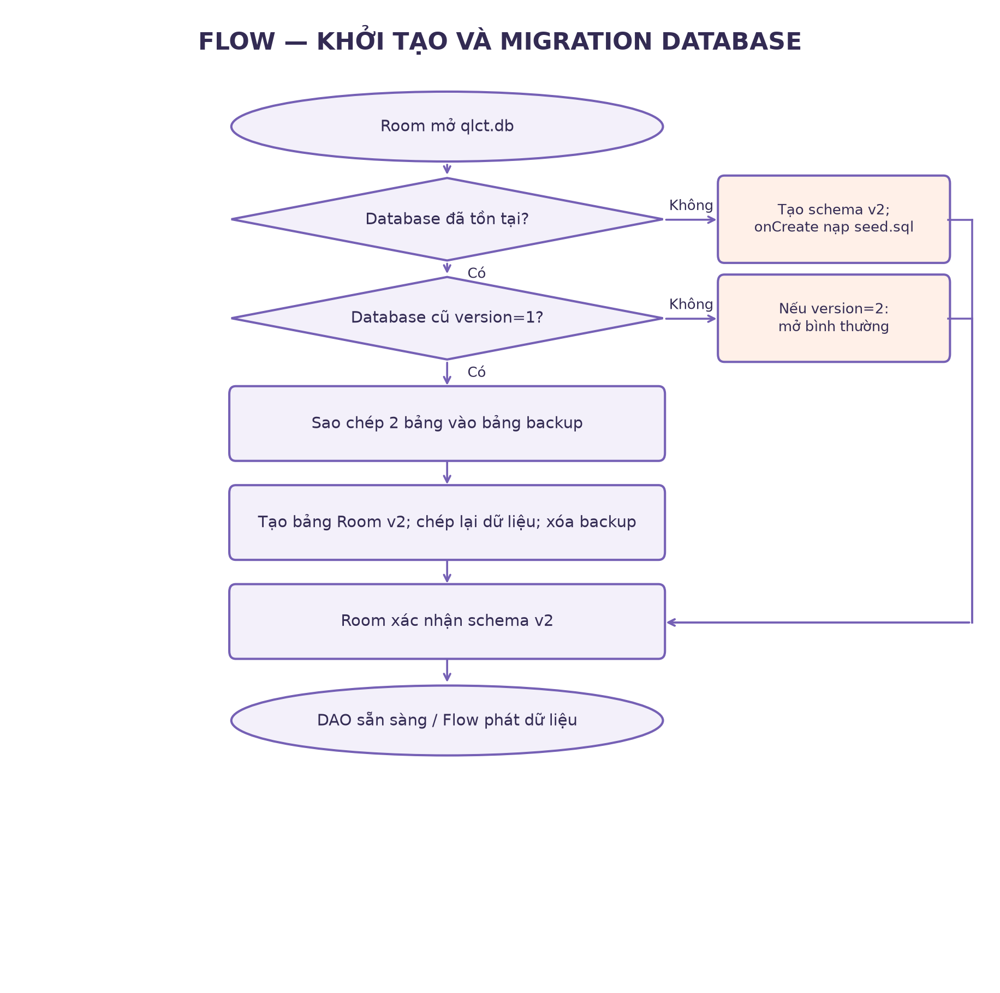 FLOW — KHỞI TẠO VÀ MIGRATION DATABASE
Room mở qlct.db
Database đã tồn tại?
Không
Tạo schema v2;
onCreate nạp seed.sql
Có
Database cũ version=1?
Không
Nếu version=2:
mở bình thường
Có
Sao chép 2 bảng vào bảng backup
Tạo bảng Room v2; chép lại dữ liệu; xóa backup
Room xác nhận schema v2
DAO sẵn sàng / Flow phát dữ liệu